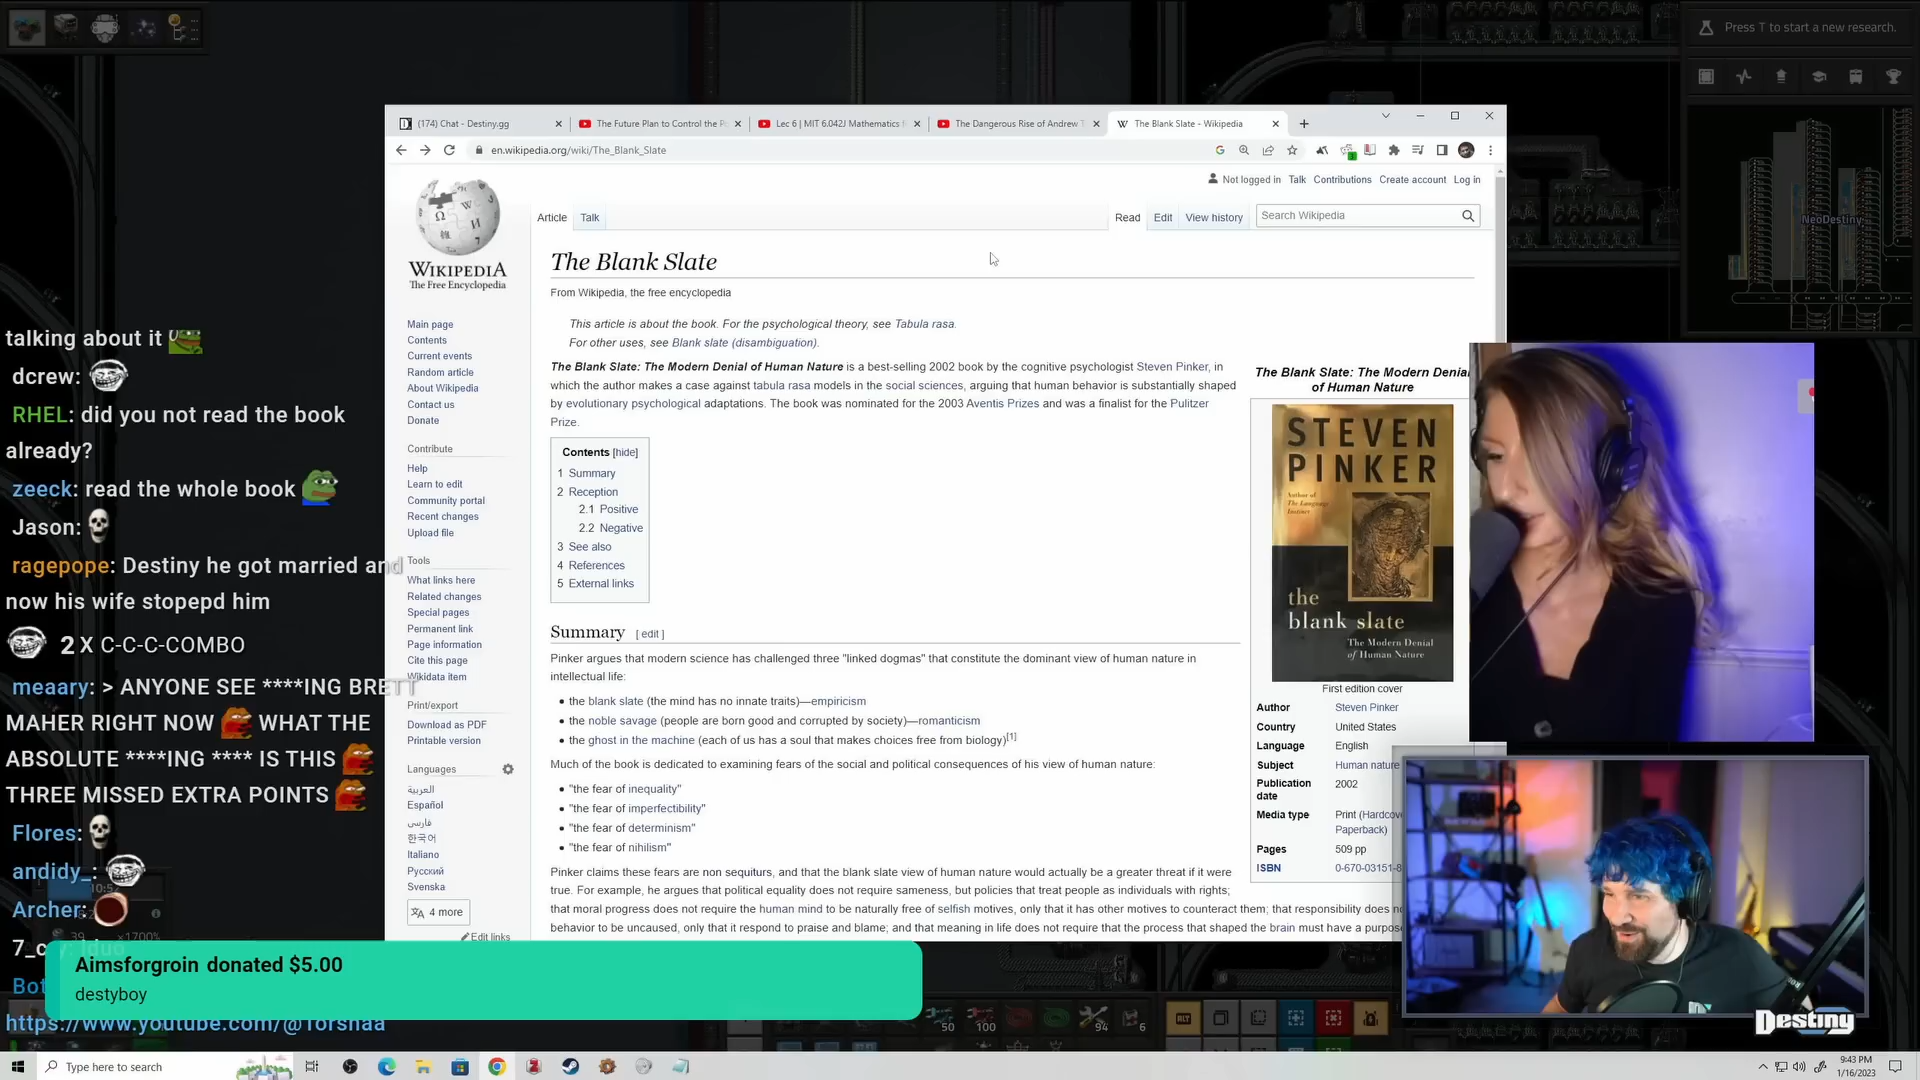 Press T to start a new research.
NeoDestiny
(174) Chat - Destiny.gg
The Future Plan to Control the P
Lec 6 | MIT 6.042J Mathematics f
The Dangerous Rise of Andrew T
The Blank Slate - Wikipedia
en.wikipedia.org/wiki/The_Blank_Slate
Not logged in Talk Contributions Create account Log in
Article Talk
Read Edit View history Search Wikipedia
WIKIPEDIA
The Free Encyclopedia
Main page
Contents
Current events
Random article
About Wikipedia
Contact us
Donate
Contribute
Help
Learn to edit
Community portal
Recent changes
Upload file
Tools
What links here
Related changes
Special pages
Permanent link
Page information
Cite this page
Wikidata item
Print/export
Download as PDF
Printable version
Languages
العربية
Español
فارسی
한국어
Italiano
Русский
Svenska
4 more
Edit links
The Blank Slate
From Wikipedia, the free encyclopedia
This article is about the book. For the psychological theory, see Tabula rasa.
For other uses, see Blank slate (disambiguation).
The Blank Slate: The Modern Denial of Human Nature is a best-selling 2002 book by the cognitive psychologist Steven Pinker, in
which the author makes a case against tabula rasa models in the social sciences, arguing that human behavior is substantially shaped
by evolutionary psychological adaptations. The book was nominated for the 2003 Aventis Prizes and was a finalist for the Pulitzer
Prize.
Contents [hide]
1 Summary
2 Reception
2.1 Positive
2.2 Negative
3 See also
4 References
5 External links
Summary [ edit ]
Pinker argues that modern science has challenged three "linked dogmas" that constitute the dominant view of human nature in
intellectual life:
the blank slate (the mind has no innate traits)—empiricism
the noble savage (people are born good and corrupted by society)—romanticism
the ghost in the machine (each of us has a soul that makes choices free from biology)[1]
Much of the book is dedicated to examining fears of the social and political consequences of his view of human nature:
"the fear of inequality"
"the fear of imperfectibility"
"the fear of determinism"
"the fear of nihilism"
Pinker claims these fears are non sequiturs, and that the blank slate view of human nature would actually be a greater threat if it were
true. For example, he argues that political equality does not require sameness, but policies that treat people as individuals with rights;
that moral progress does not require the human mind to be naturally free of selfish motives, only that it has other motives to counteract them; that responsibility does n
behavior to be uncaused, only that it respond to praise and blame; and that meaning in life does not require that the process that shaped the brain must have a purpos
The Blank Slate: The Modern Denial
of Human Nature
STEVEN
PINKER
Author of
The Language
Instinct
the
blank slate
The Modern Denial
of Human Nature
First edition cover
Author Steven Pinker
Country United States
Language English
Subject Human nature
Publication date 2002
Media type Print (Hardcov
Paperback)
Pages 509 pp
ISBN 0-670-03151-8
talking about it
dcrew:
RHEL: did you not read the book
already?
zeeck: read the whole book
Jason:
ragepope: Destiny he got married and
now his wife stopepd him
2 X C-C-C-COMBO
meaary: > ANYONE SEE ****ING BRETT
MAHER RIGHT NOW WHAT THE
ABSOLUTE ****ING **** IS THIS
THREE MISSED EXTRA POINTS
Flores:
andidy_:
10:52
Archer:
39 x1700%
Bot
Aimsforgroin donated $5.00
destyboy
https://www.youtube.com/@Torshaa
50 100 94 6
ALT
Destiny
Type here to search
9:43 PM
1/16/2023